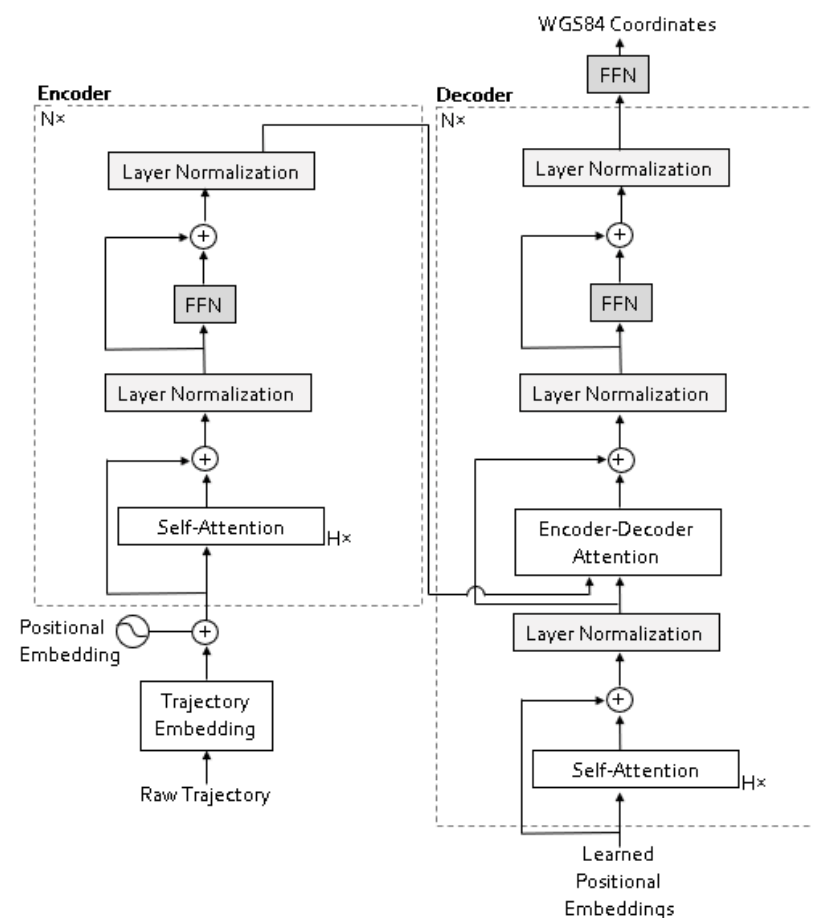 WGS84 Coordinates
FFN
Encoder
N×
Layer Normalization
+
FFN
Layer Normalization
+
Self-Attention
H×
Positional
Embedding
+
Trajectory
Embedding
Raw Trajectory
Decoder
N×
Layer Normalization
+
FFN
Layer Normalization
+
Encoder-Decoder
Attention
Layer Normalization
+
Self-Attention
H×
Learned
Positional
Embeddings